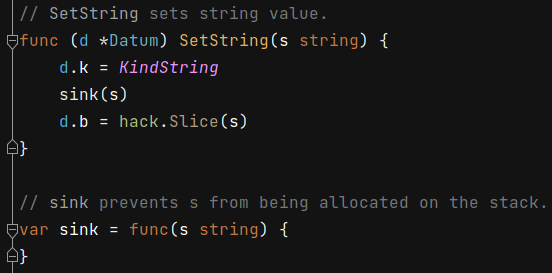 // SetString sets string value.
func (d *Datum) SetString(s string) {
    d.k = KindString
    sink(s)
    d.b = hack.Slice(s)
}

// sink prevents s from being allocated on the stack.
var sink = func(s string) {
}